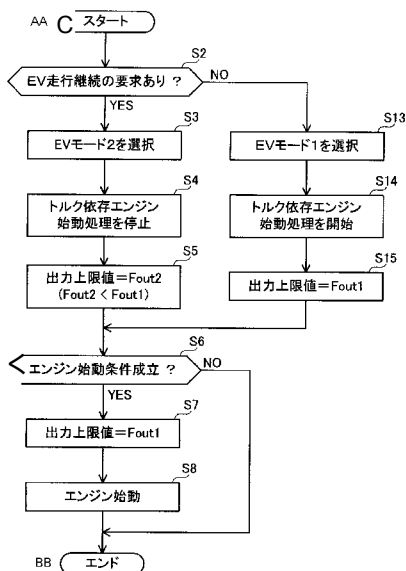 AA C スタート
S2
EV走行継続の要求あり ?
NO
YES
S3
EVモード2を選択
S4
トルク依存エンジン
始動処理を停止
S5
出力上限値=Fout2
(Fout2 < Fout1)
S13
EVモード1を選択
S14
トルク依存エンジン
始動処理を開始
S15
出力上限値=Fout1
S6
エンジン始動条件成立 ?
NO
YES
S7
出力上限値=Fout1
S8
エンジン始動
BB エンド